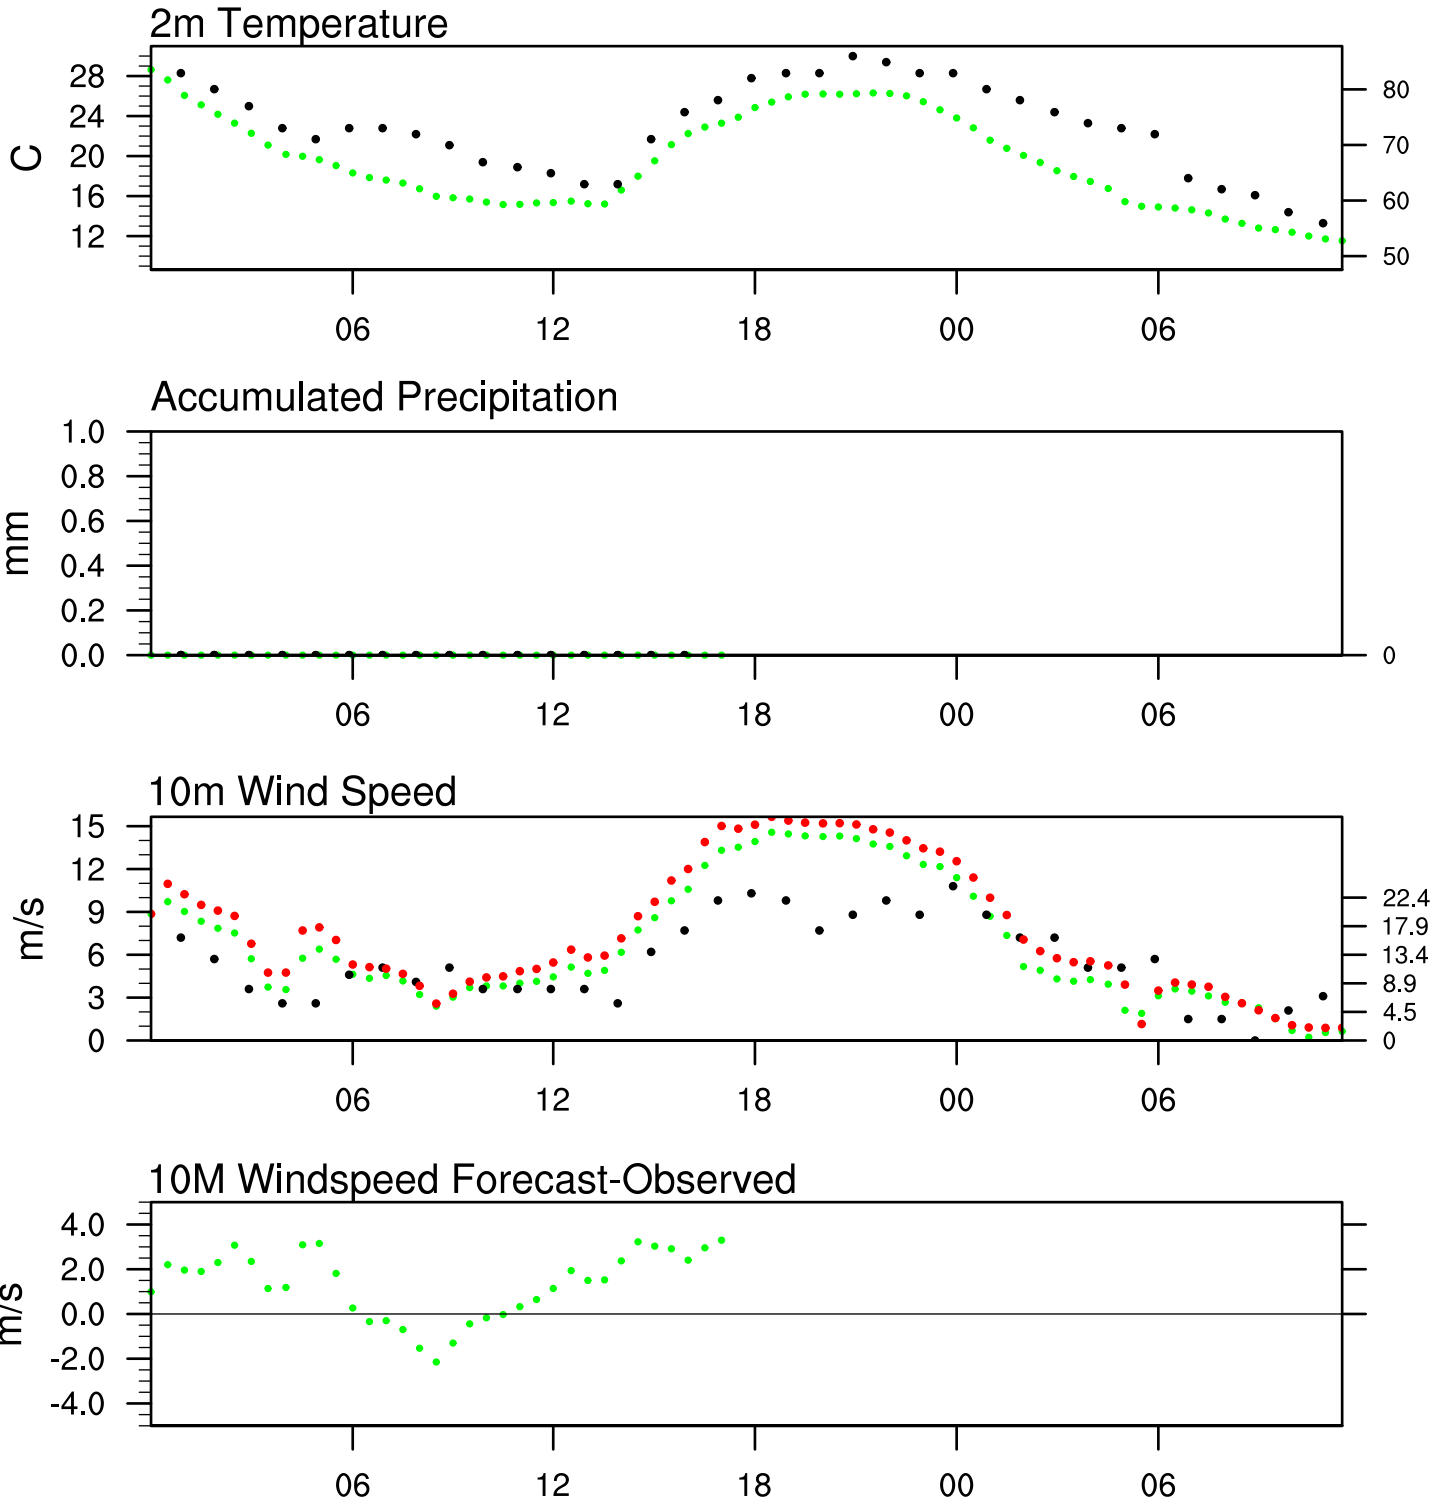 2m Temperature
28
24
20
16
12
C
80
70
60
50
06 12 18 00 06
Accumulated Precipitation
1.0
0.8
0.6
0.4
0.2
0.0
mm
0
06 12 18 00 06
10m Wind Speed
15
12
9
6
3
0
m/s
22.4
17.9
13.4
8.9
4.5
0
06 12 18 00 06
10M Windspeed Forecast-Observed
4.0
2.0
0.0
-2.0
-4.0
m/s
06 12 18 00 06